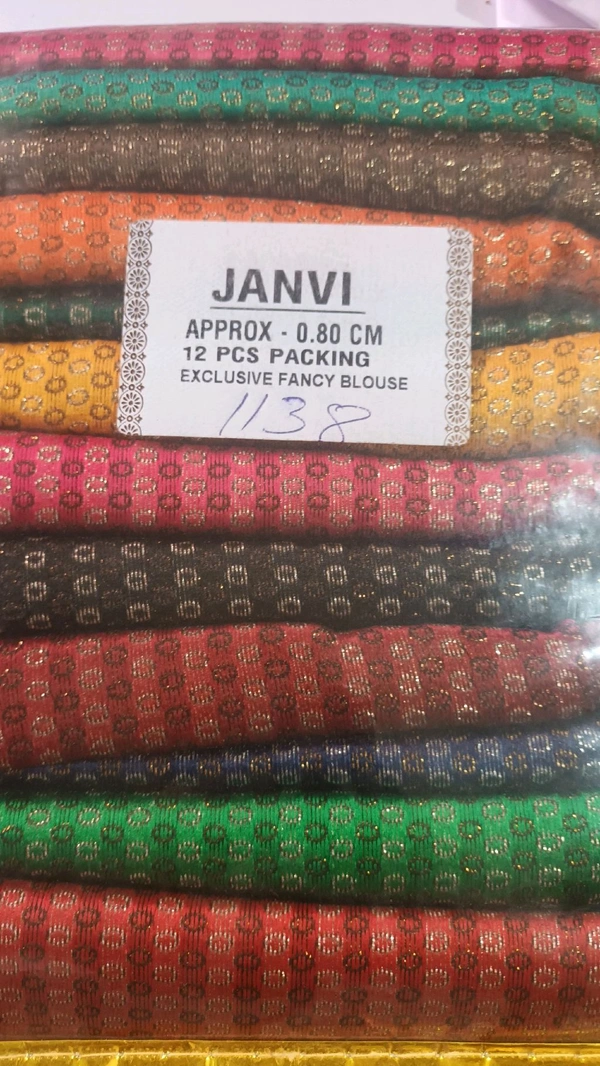 JANVI
APPROX - 0.80 CM
12 PCS PACKING
EXCLUSIVE FANCY BLOUSE
1138